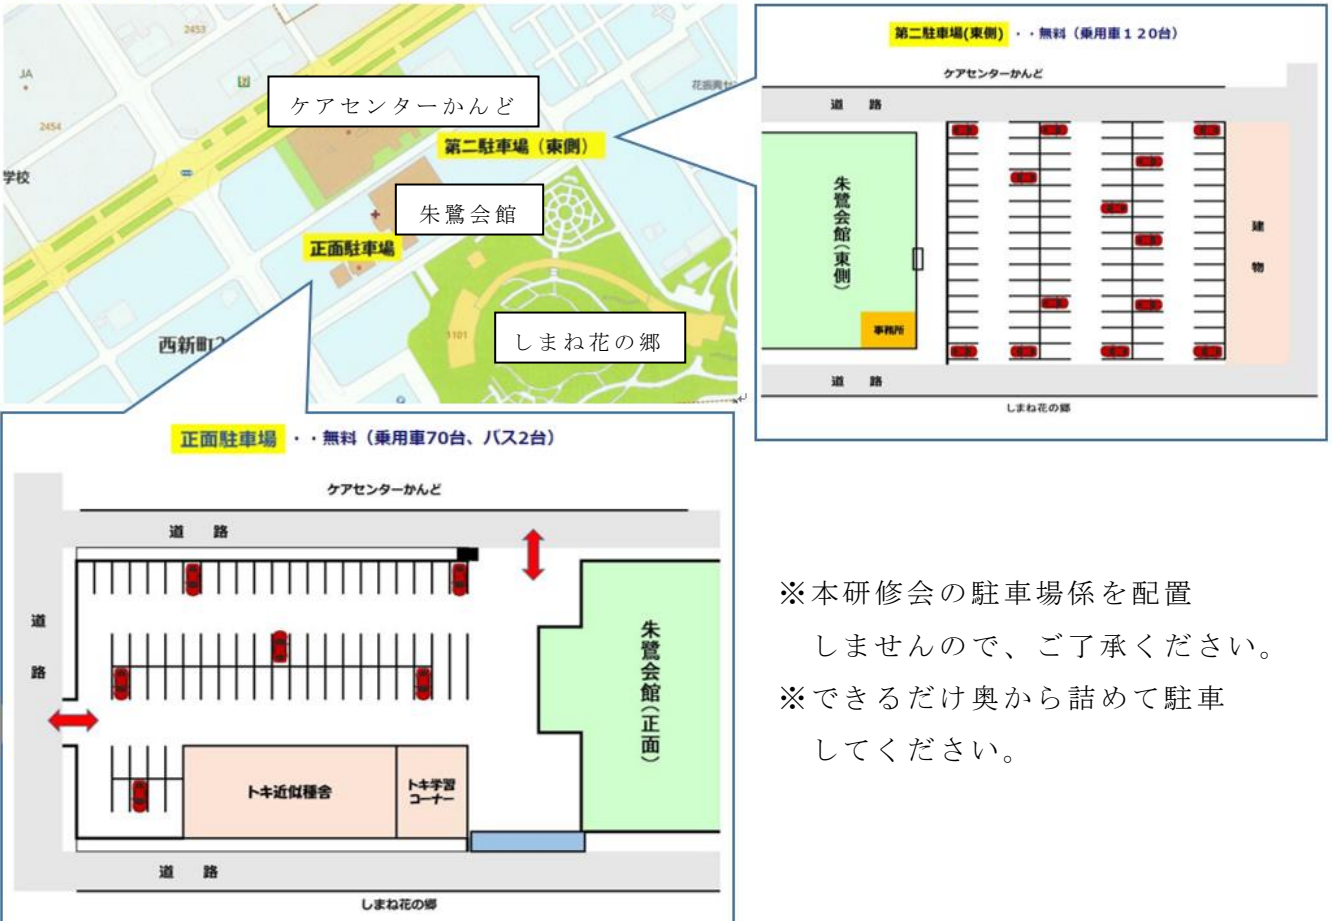 2453
JA
2454
学校
ケアセンターかんど
第二駐車場（東側）
朱鷺会館
正面駐車場
1101
しまね花の郷
第二駐車場(東側)・・無料（乗用車１２０台）
ケアセンターかんど
道 路
朱鷺会館(東側)
事務所
建物
道 路
しまね花の郷
正面駐車場・・無料（乗用車70台、バス2台）
ケアセンターかんど
道 路
道路
朱鷺会館(正面)
トキ近似種舎
トキ学習
コーナー
道 路
しまね花の郷
※本研修会の駐車場係を配置
しませんので、ご了承ください。
※できるだけ奥から詰めて駐車
してください。